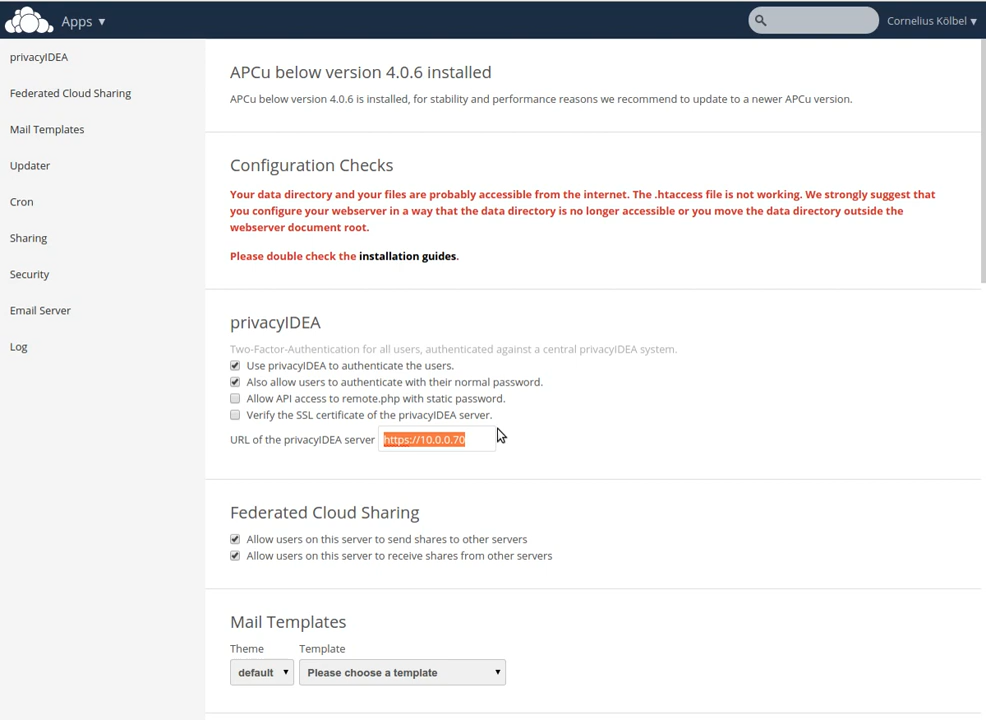 Apps ▼
Cornelius Kölbel ▼
privacyIDEA
Federated Cloud Sharing
Mail Templates
Updater
Cron
Sharing
Security
Email Server
Log
APCu below version 4.0.6 installed
APCu below version 4.0.6 is installed, for stability and performance reasons we recommend to update to a newer APCu version.
Configuration Checks
Your data directory and your files are probably accessible from the internet. The .htaccess file is not working. We strongly suggest that
you configure your webserver in a way that the data directory is no longer accessible or you move the data directory outside the
webserver document root.
Please double check the installation guides.
privacyIDEA
Two-Factor-Authentication for all users, authenticated against a central privacyIDEA system.
Use privacyIDEA to authenticate the users.
Also allow users to authenticate with their normal password.
Allow API access to remote.php with static password.
Verify the SSL certificate of the privacyIDEA server.
URL of the privacyIDEA server https://10.0.0.70
Federated Cloud Sharing
Allow users on this server to send shares to other servers
Allow users on this server to receive shares from other servers
Mail Templates
Theme Template
default ▼ Please choose a template ▼